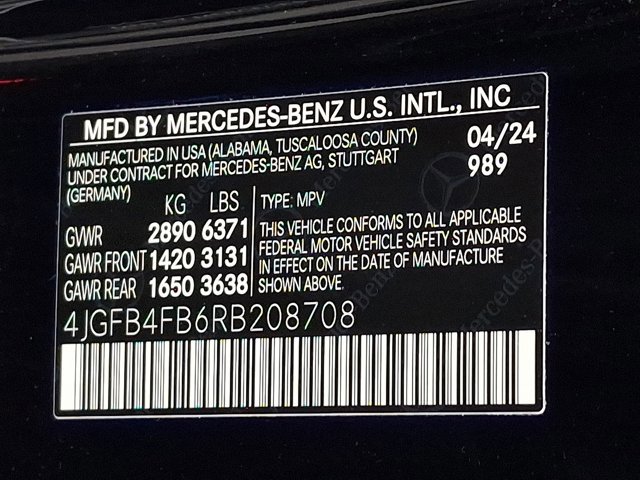 MFD BY MERCEDES-BENZ U.S. INTL., INC
MANUFACTURED IN USA (ALABAMA, TUSCALOOSA COUNTY)
UNDER CONTRACT FOR MERCEDES-BENZ AG, STUTTGART
(GERMANY)
04/24
989
KG LBS
GVWR 2890 6371
GAWR FRONT 1420 3131
GAWR REAR 1650 3638
TYPE: MPV
THIS VEHICLE CONFORMS TO ALL APPLICABLE
FEDERAL MOTOR VEHICLE SAFETY STANDARDS
IN EFFECT ON THE DATE OF MANUFACTURE
SHOWN ABOVE.
4JGFB4FB6RB208708